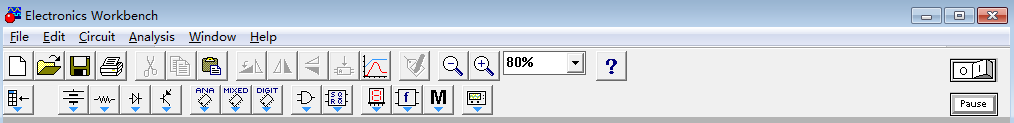 Electronics Workbench
File Edit Circuit Analysis Window Help
80% ?
O I
ANA MIXED DIGIT f M
Pause